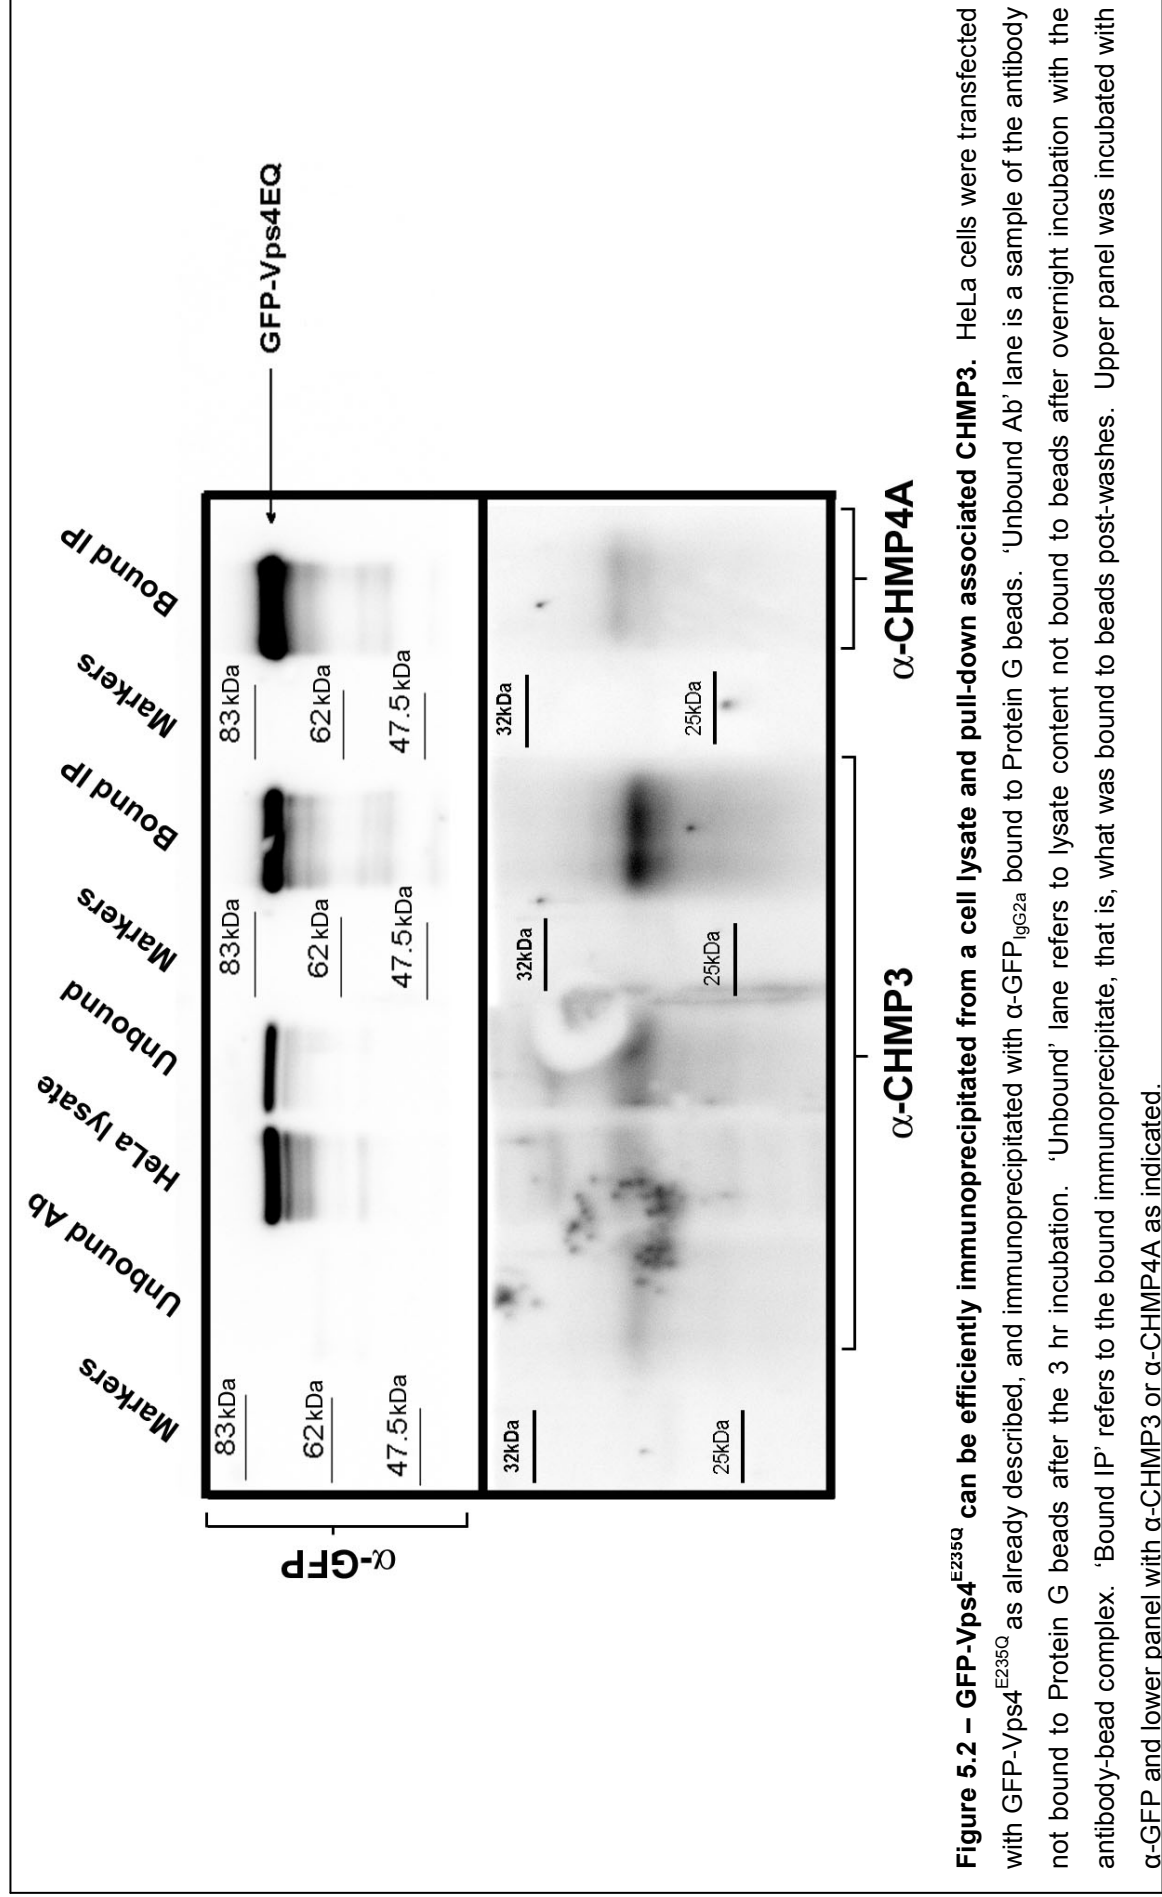 Markers
Unbound Ab
HeLa lysate
Unbound
Markers
Bound IP
Markers
Bound IP
α-GFP
83kDa
62kDa
47.5kDa
83kDa
62kDa
47.5kDa
83kDa
62kDa
47.5kDa
GFP-Vps4EQ
32kDa
25kDa
32kDa
25kDa
32kDa
25kDa
α-CHMP3
α-CHMP4A
Figure 5.2 – GFP-Vps4E235Q can be efficiently immunoprecipitated from a cell lysate and pull-down associated CHMP3. HeLa cells were transfected
with GFP-Vps4E235Q as already described, and immunoprecipitated with α-GFPIgG2a bound to Protein G beads. ‘Unbound Ab’ lane is a sample of the antibody
not bound to Protein G beads after the 3 hr incubation. ‘Unbound’ lane refers to lysate content not bound to beads after overnight incubation with the
antibody-bead complex. ‘Bound IP’ refers to the bound immunoprecipitate, that is, what was bound to beads post-washes. Upper panel was incubated with
α-GFP and lower panel with α-CHMP3 or α-CHMP4A as indicated.